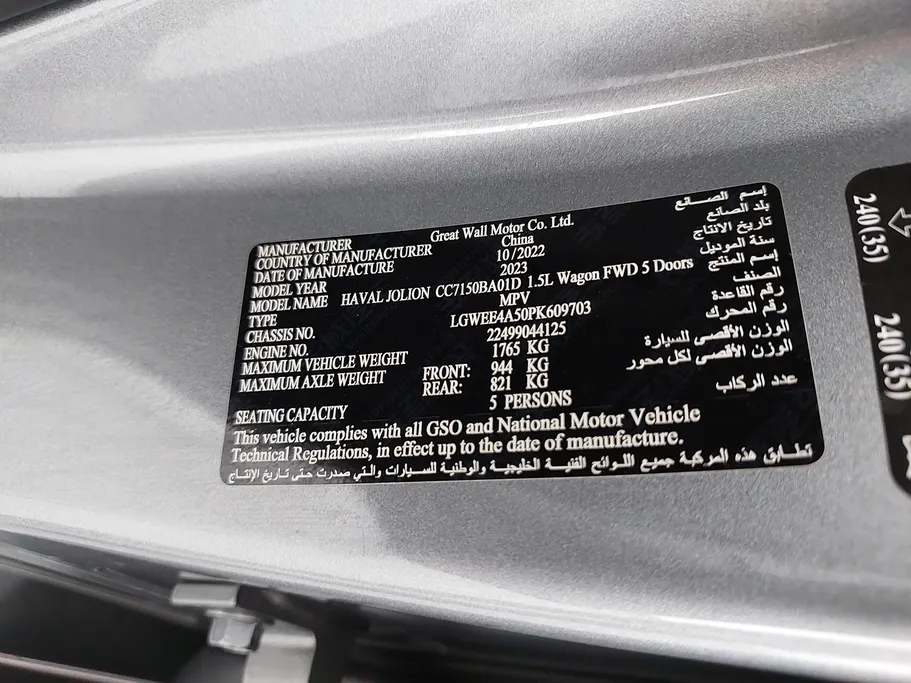 MANUFACTURER Great Wall Motor Co. Ltd. إسم الصانع
COUNTRY OF MANUFACTURER China بلد الصانع
DATE OF MANUFACTURE 10/2022 تاريخ الانتاج
MODEL YEAR 2023 سنة الموديل
MODEL NAME HAVAL JOLION CC7150BA01D 1.5L Wagon FWD 5 Doors إسم المنتج
TYPE MPV الصنف
CHASSIS NO. LGWEE4A50PK609703 رقم القاعدة
ENGINE NO. 22499044125 رقم المحرك
MAXIMUM VEHICLE WEIGHT 1765 KG الوزن الأقصى للسيارة
MAXIMUM AXLE WEIGHT FRONT: 944 KG الوزن الأقصى لكل محور
REAR: 821 KG
SEATING CAPACITY 5 PERSONS عدد الركاب
This vehicle complies with all GSO and National Motor Vehicle
Technical Regulations, in effect up to the date of manufacture.
تطابق هذه المركبة جميع اللوائح الفنية الخليجية والوطنية للسيارات والتي صدرت حتى تاريخ الإنتاج
240(35)
240(35)